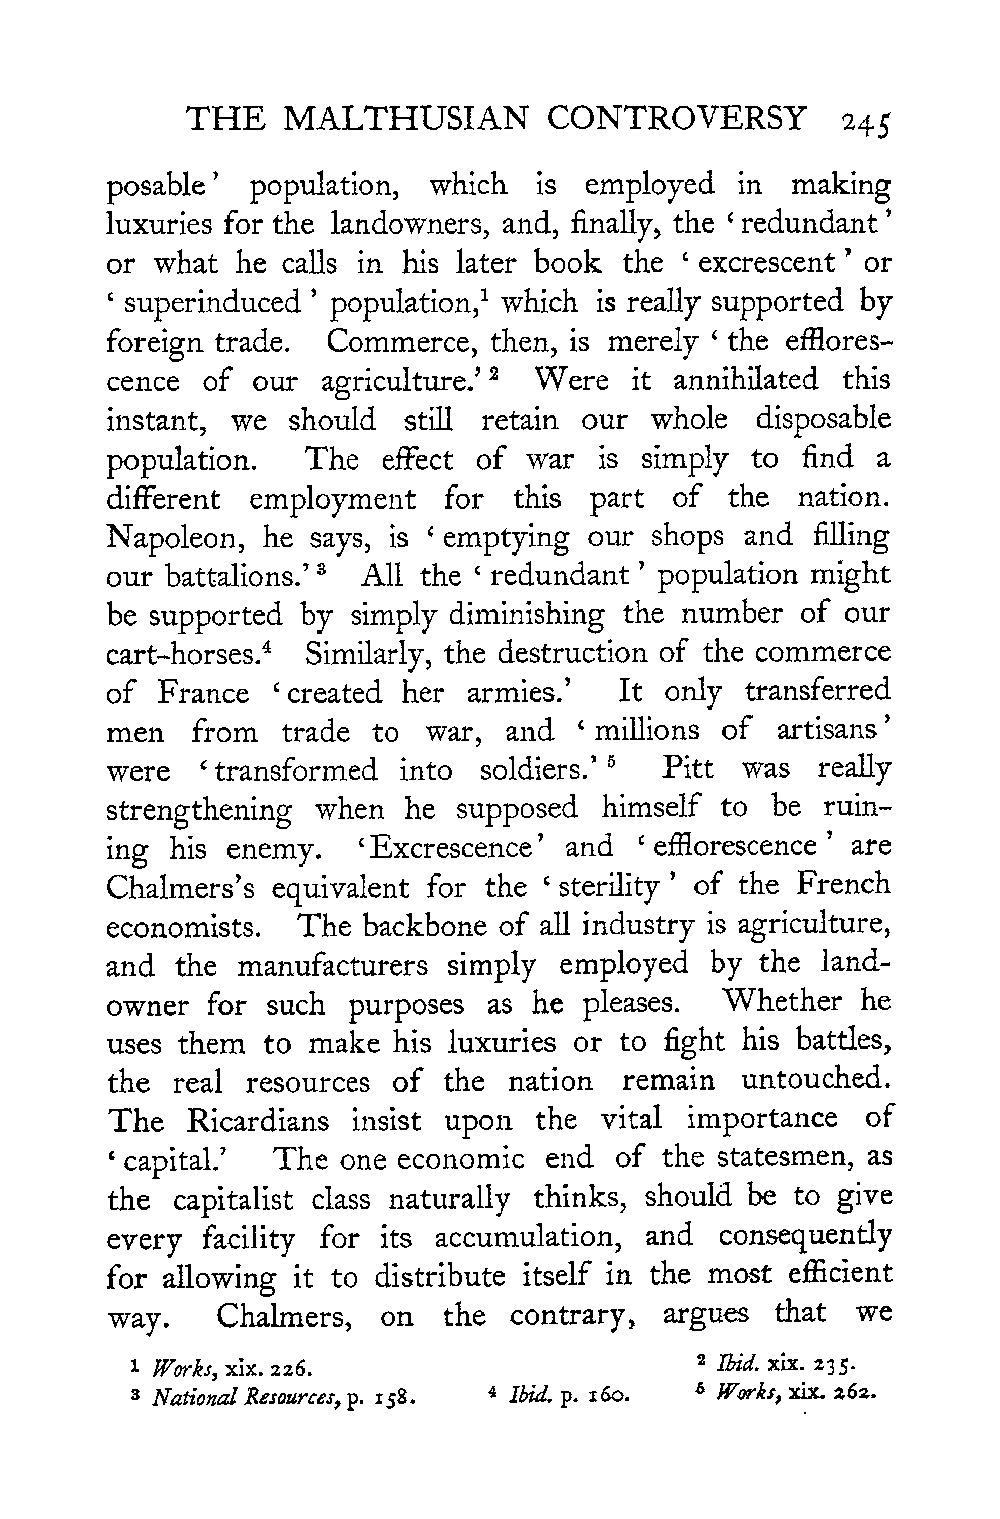 THE MALTHUSIAN CONTROVERSY 245
posable’ population, which is employed in making
luxuries for the landowners, and, finally, the ‘redundant’
or what he calls in his later book the ‘excrescent’ or
‘superinduced’ population,¹ which is really supported by
foreign trade. Commerce, then, is merely ‘the efflores-
cence of our agriculture.’² Were it annihilated this
instant, we should still retain our whole disposable
population. The effect of war is simply to find a
different employment for this part of the nation.
Napoleon, he says, is ‘emptying our shops and filling
our battalions.’³ All the ‘redundant’ population might
be supported by simply diminishing the number of our
cart-horses.⁴ Similarly, the destruction of the commerce
of France ‘created her armies.’ It only transferred
men from trade to war, and ‘millions of artisans’
were ‘transformed into soldiers.’⁵ Pitt was really
strengthening when he supposed himself to be ruin-
ing his enemy. ‘Excrescence’ and ‘efflorescence’ are
Chalmers’s equivalent for the ‘sterility’ of the French
economists. The backbone of all industry is agriculture,
and the manufacturers simply employed by the land-
owner for such purposes as he pleases. Whether he
uses them to make his luxuries or to fight his battles,
the real resources of the nation remain untouched.
The Ricardians insist upon the vital importance of
‘capital.’ The one economic end of the statesmen, as
the capitalist class naturally thinks, should be to give
every facility for its accumulation, and consequently
for allowing it to distribute itself in the most efficient
way. Chalmers, on the contrary, argues that we
¹ Works, xix. 226. ² Ibid. xix. 235.
³ National Resources, p. 158. ⁴ Ibid. p. 160. ⁵ Works, xix. 262.